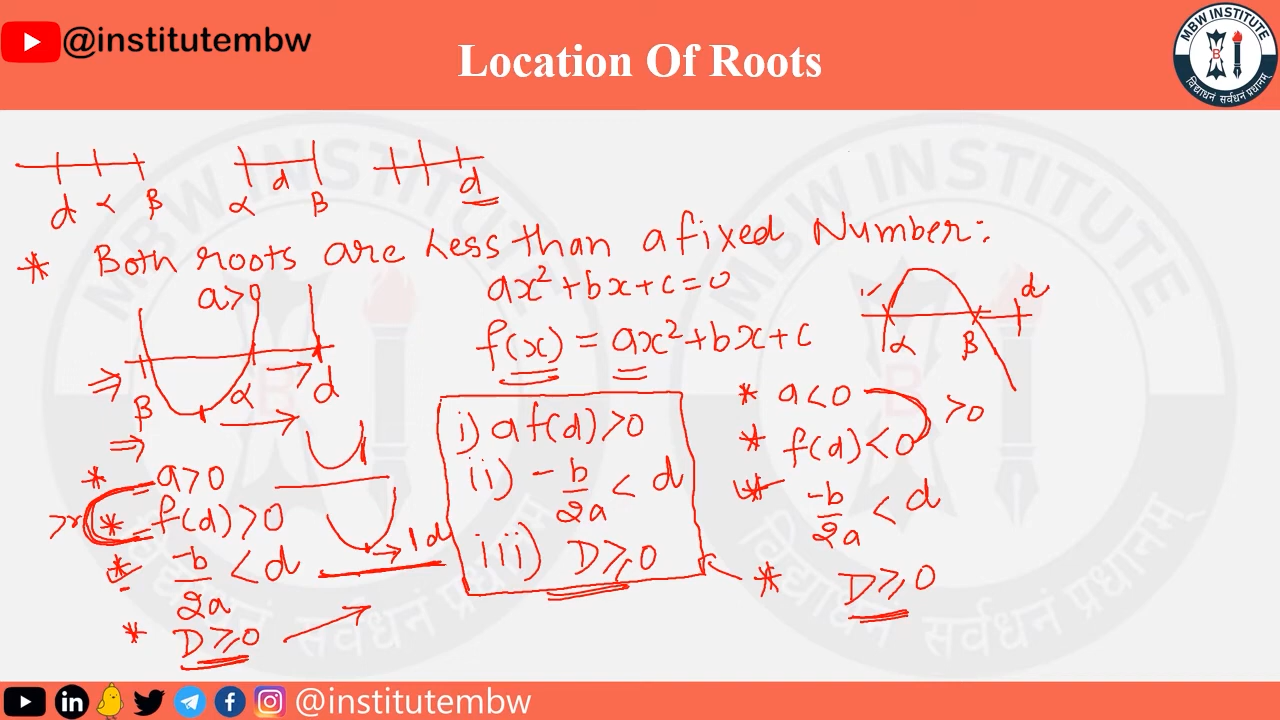 @institutembw
Location Of Roots
MBW INSTITUTE
B
विद्याधनं सर्वधनं प्रधानम्
d α β
α d β
d
* Both roots are Less than a fixed Number:
a>0
ax²+bx+c=0
f(x) = ax²+bx+c
⇒ β α d
⇒
* a>0
* f(d)>0
>0
* -b/2a < d
* D≥0
d
i) af(d)>0
ii) -b/2a < d
iii) D≥0
α β d
* a<0
* f(d)<0
>0
* -b/2a < d
* D≥0
@institutembw